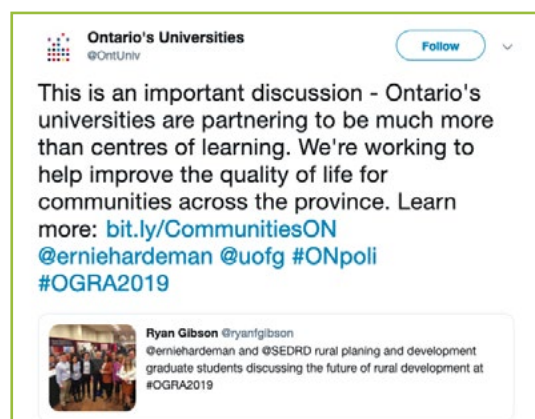 Ontario's Universities
@OntUniv
Follow
This is an important discussion - Ontario's
universities are partnering to be much more
than centres of learning. We're working to
help improve the quality of life for
communities across the province. Learn
more: bit.ly/CommunitiesON
@erniehardeman @uofg #ONpoli
#OGRA2019
Ryan Gibson @ryanfgibson
@erniehardeman and @SEDRD rural planing and development
graduate students discussing the future of rural development at
#OGRA2019